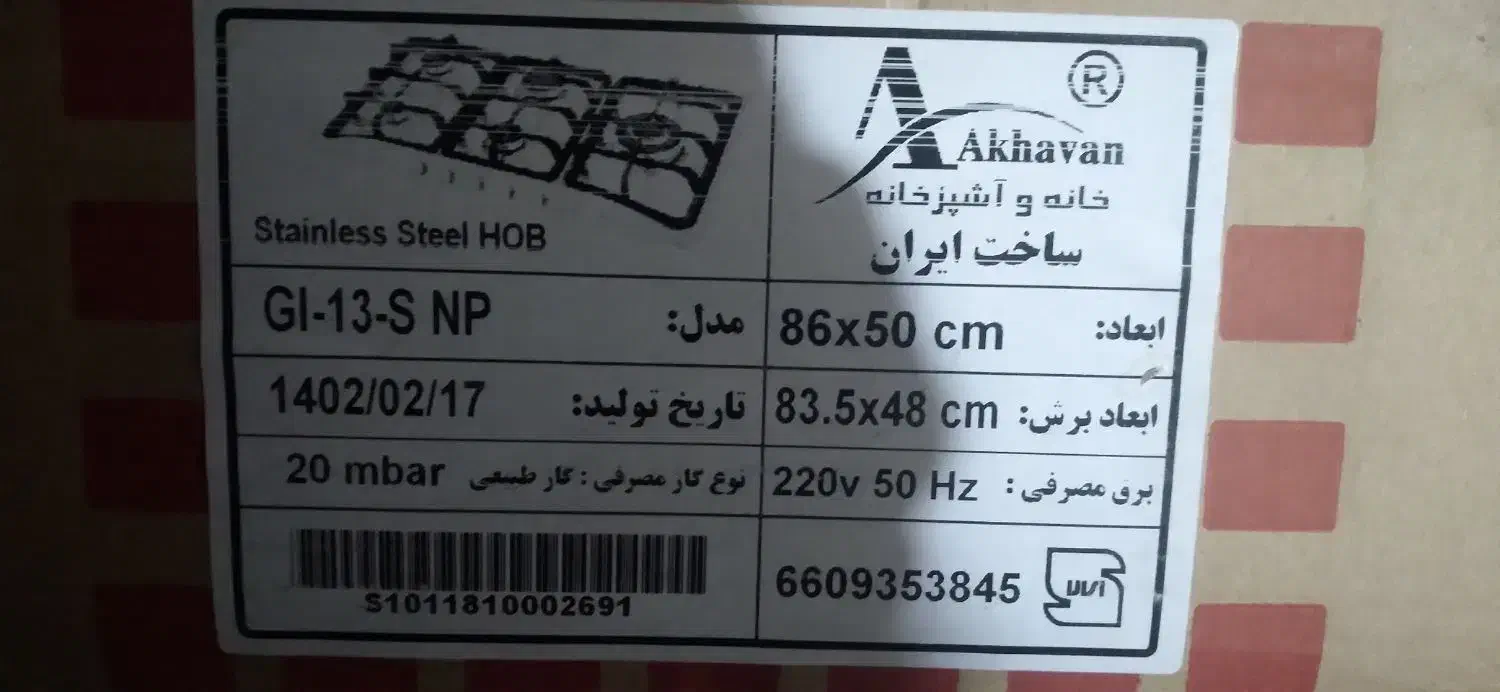 Stainless Steel HOB
®
Akhavan
خانه و آشپزخانه
ساخت ایران
ابعاد: 86x50 cm
مدل: GI-13-S NP
ابعاد برش: 83.5x48 cm
تاریخ تولید: 1402/02/17
برق مصرفی : 220v 50 Hz
نوع گاز مصرفی : گاز طبیعی 20 mbar
6609353845
S1011810002691